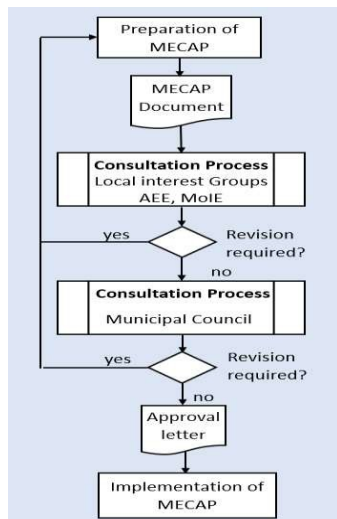 Preparation of
MECAP
MECAP
Document
Consultation Process
Local interest Groups
AEE, MoIE
yes
Revision
required?
no
Consultation Process
Municipal Council
yes
Revision
required?
no
Approval
letter
Implementation of
MECAP